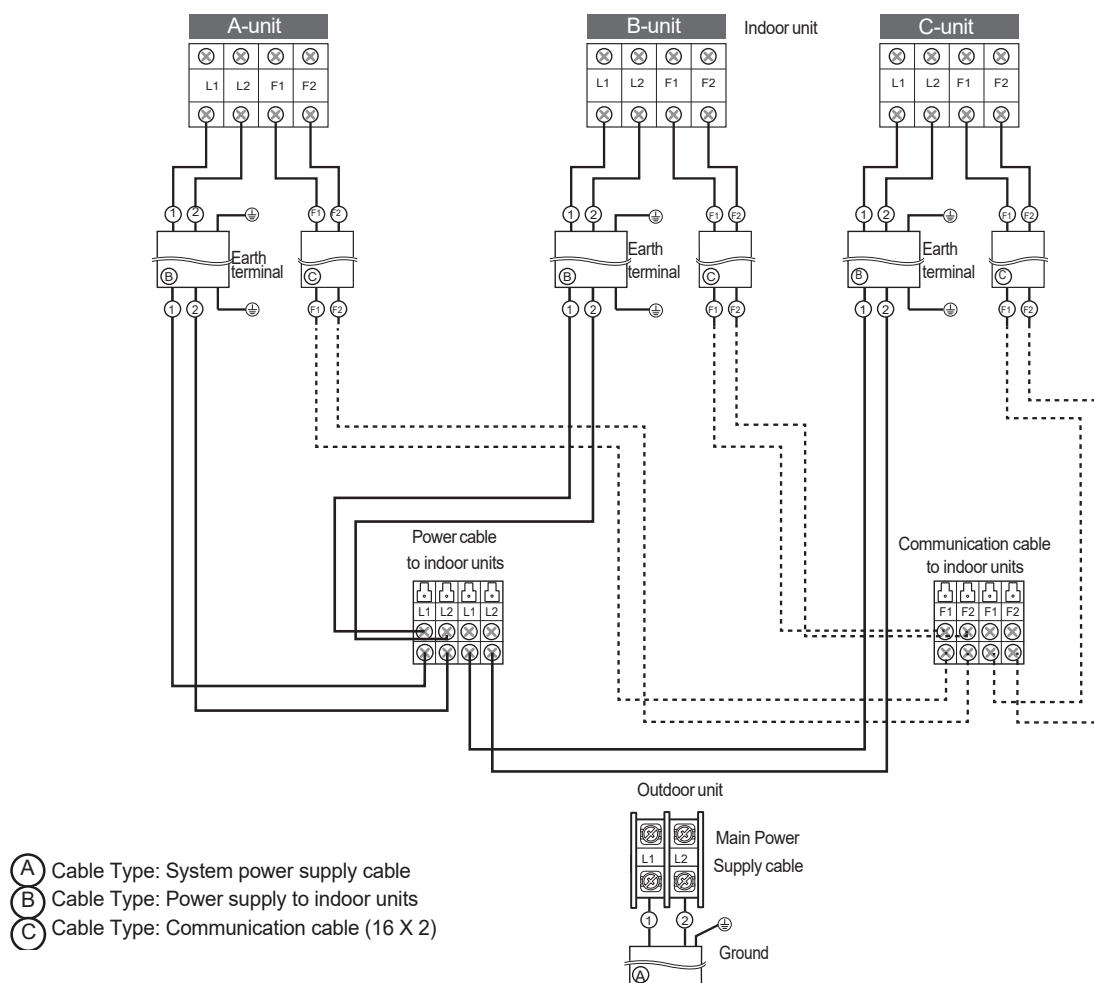 A-unit
B-unit
Indoor unit
C-unit
L1 L2 F1 F2
L1 L2 F1 F2
L1 L2 F1 F2
1 2 F1 F2
1 2 F1 F2
1 2 F1 F2
Earth
terminal
B
C
Earth
terminal
B
C
Earth
terminal
B
C
1 2 F1 F2
1 2 F1 F2
1 2 F1 F2
Power cable
to indoor units
L1 L2 L1 L2
Communication cable
to indoor units
F1 F2 F1 F2
Outdoor unit
L1 L2
Main Power
Supply cable
1 2
Ground
A
A Cable Type: System power supply cable
B Cable Type: Power supply to indoor units
C Cable Type: Communication cable (16 X 2)